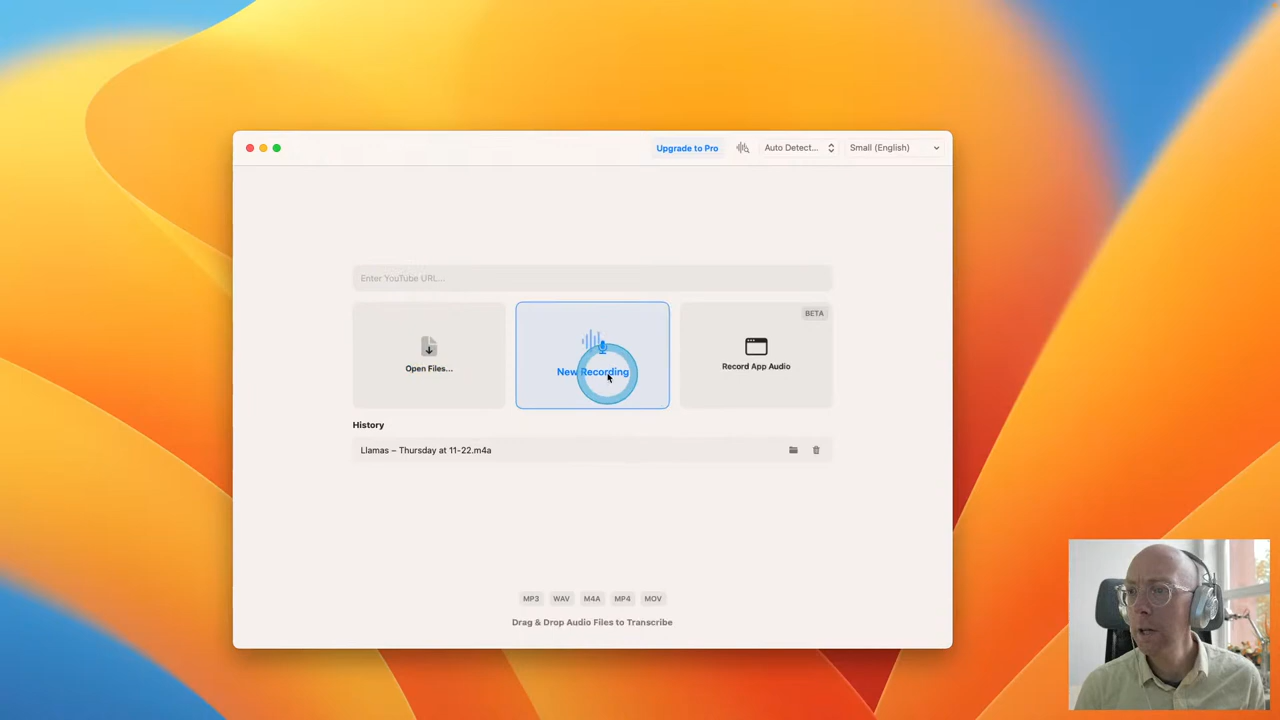 Upgrade to Pro
Auto Detect...
Small (English)
Enter YouTube URL...
Open Files...
New Recording
BETA
Record App Audio
History
Llamas – Thursday at 11-22.m4a
MP3 WAV M4A MP4 MOV
Drag & Drop Audio Files to Transcribe